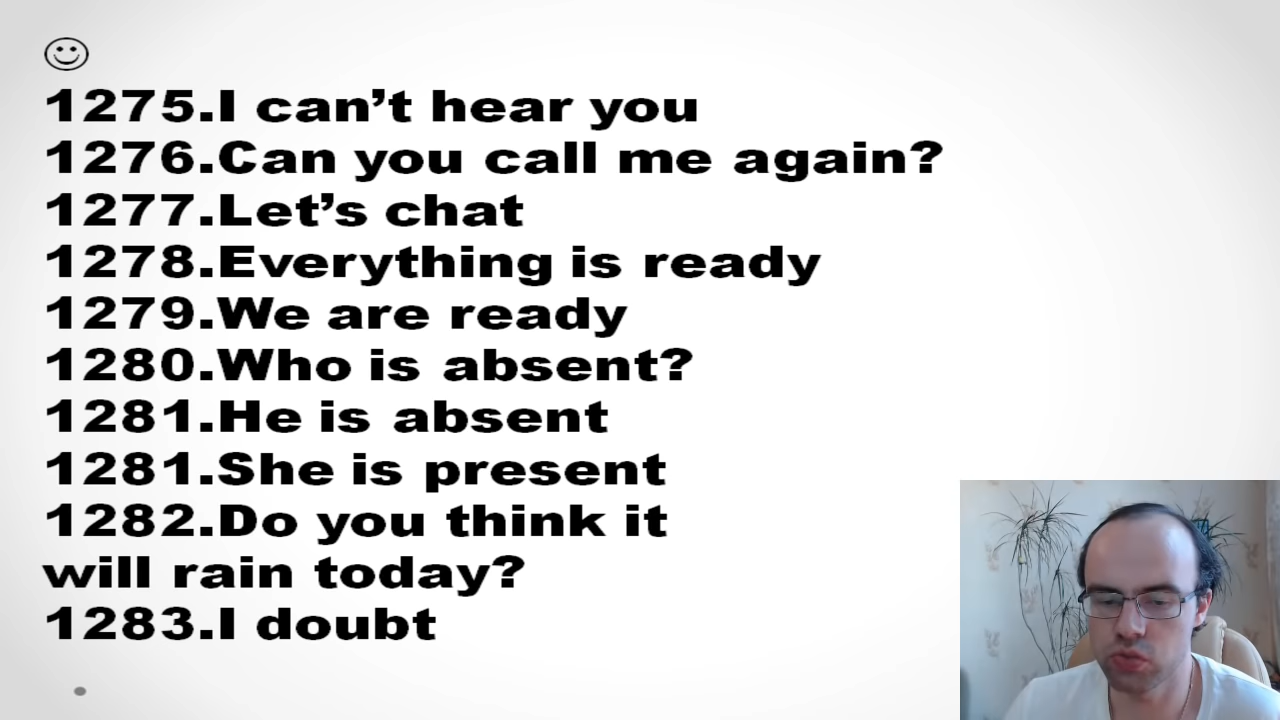 1275.I can’t hear you
1276.Can you call me again?
1277.Let’s chat
1278.Everything is ready
1279.We are ready
1280.Who is absent?
1281.He is absent
1281.She is present
1282.Do you think it
will rain today?
1283.I doubt